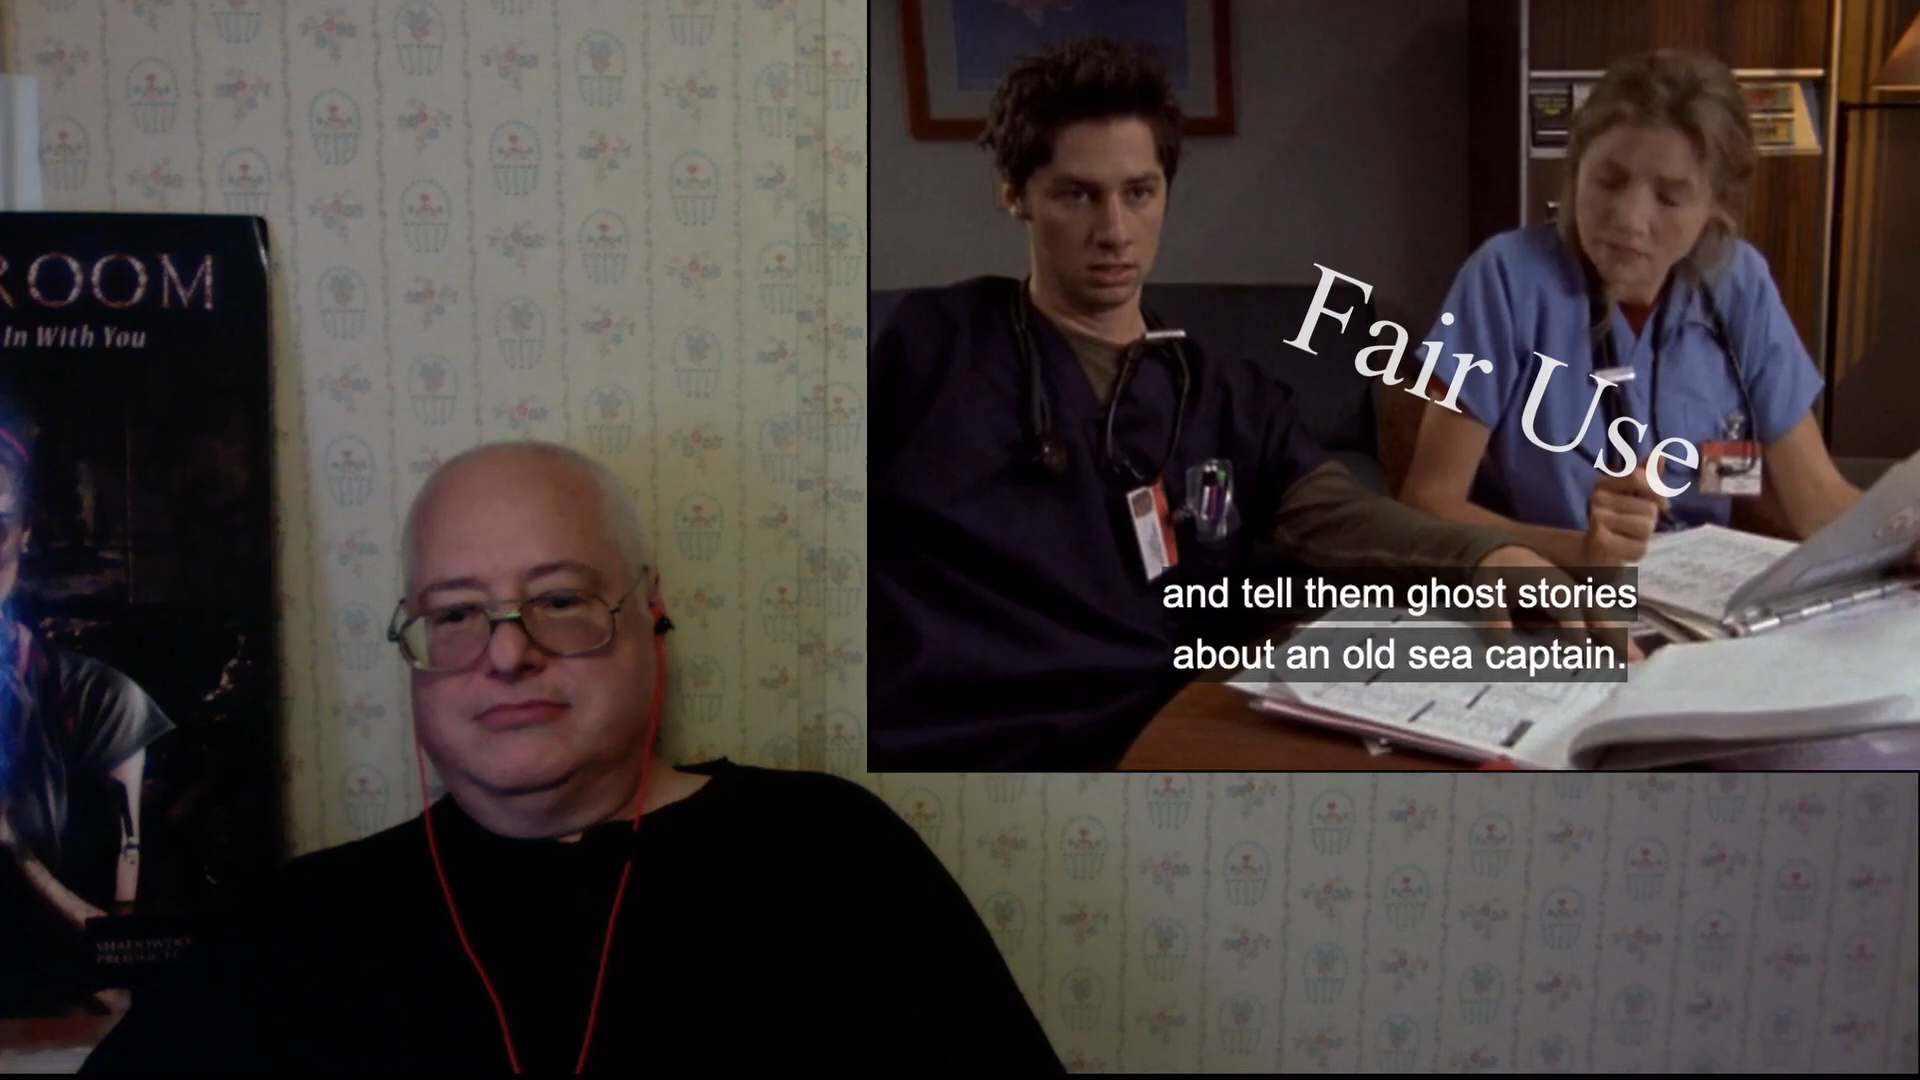 ROOM
In With You
Fair Use
and tell them ghost stories
about an old sea captain.